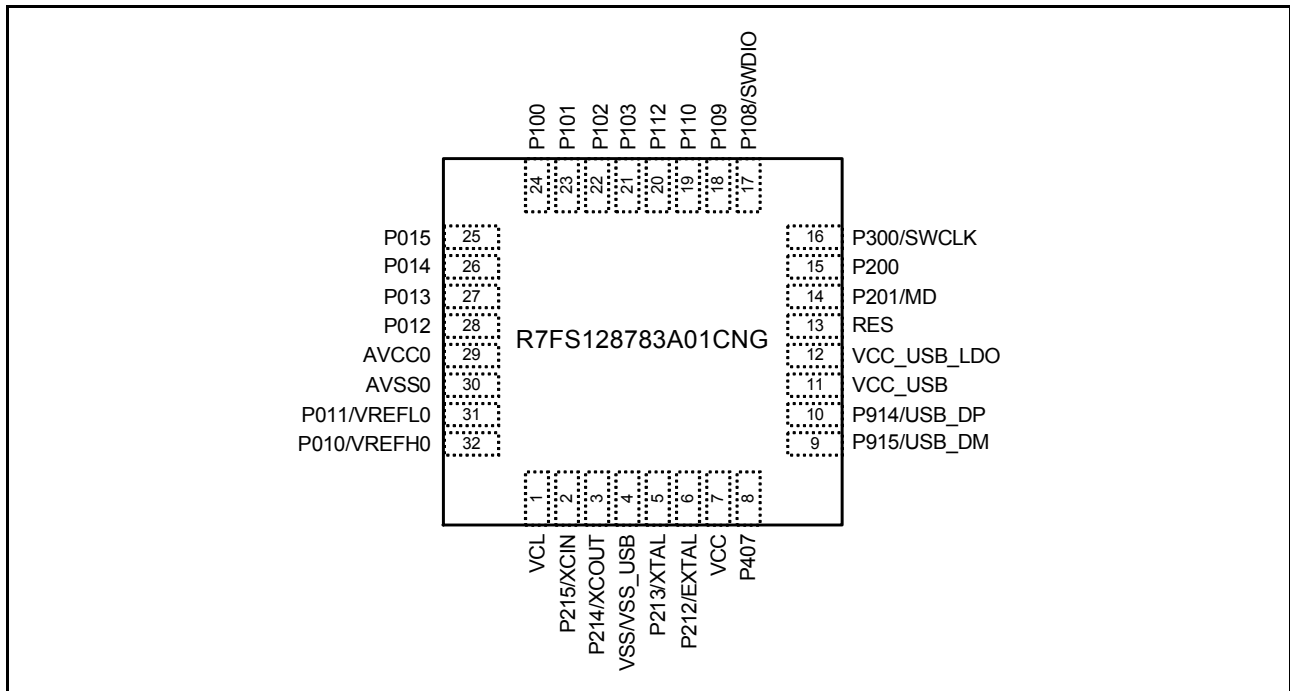 P100
P101
P102
P103
P112
P110
P109
P108/SWDIO
24
23
22
21
20
19
18
17
P015 25
P014 26
P013 27
P012 28
AVCC0 29
AVSS0 30
P011/VREFL0 31
P010/VREFH0 32
R7FS128783A01CNG
16 P300/SWCLK
15 P200
14 P201/MD
13 RES
12 VCC_USB_LDO
11 VCC_USB
10 P914/USB_DP
9 P915/USB_DM
1
2
3
4
5
6
7
8
VCL
P215/XCIN
P214/XCOUT
VSS/VSS_USB
P213/XTAL
P212/EXTAL
VCC
P407